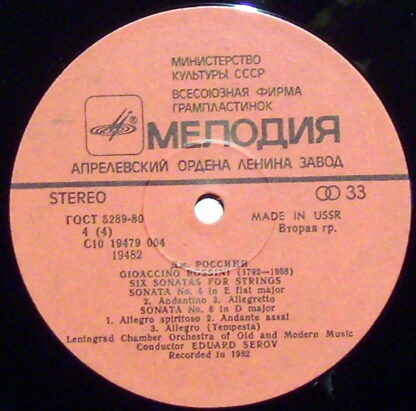 МИНИСТЕРСТВО
КУЛЬТУРЫ СССР
ВСЕСОЮЗНАЯ ФИРМА
ГРАМПЛАСТИНОК
МЕЛОДИЯ
АПРЕЛЕВСКИЙ ОРДЕНА ЛЕНИНА ЗАВОД
STEREO 33
ГОСТ 5289-80 MADE IN USSR
4 (4) Вторая гр.
С10 19479 004
19482
Дж. РОССИНИ
GIOACCINO ROSSINI (1792–1868)
SIX SONATAS FOR STRINGS
SONATA No. 5 in E flat major
2. Andantino 3. Allegretto
SONATA No. 6 in D major
1. Allegro spiritoso 2. Andante assai
3. Allegro (Tempesta)
Leningrad Chamber Orchestra of Old and Modern Music
Conductor EDUARD SEROV
Recorded in 1982